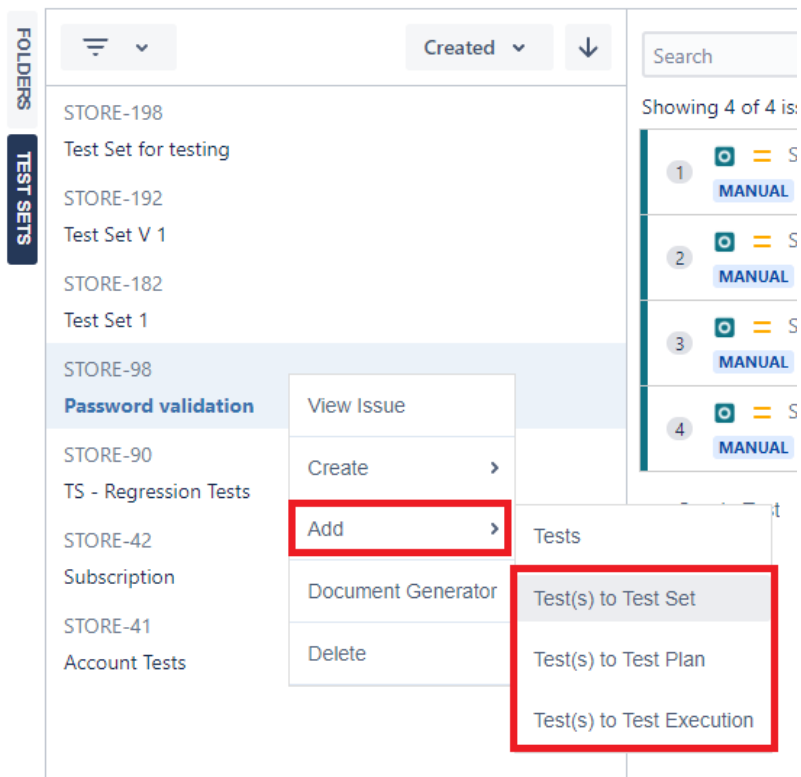 FOLDERS
TEST SETS
Created
STORE-198
Test Set for testing
STORE-192
Test Set V 1
STORE-182
Test Set 1
STORE-98
Password validation
STORE-90
TS - Regression Tests
STORE-42
Subscription
STORE-41
Account Tests
View Issue
Create
Add
Document Generator
Delete
Tests
Test(s) to Test Set
Test(s) to Test Plan
Test(s) to Test Execution
Search
Showing 4 of 4 iss
1
S
MANUAL
2
S
MANUAL
3
S
MANUAL
4
S
MANUAL